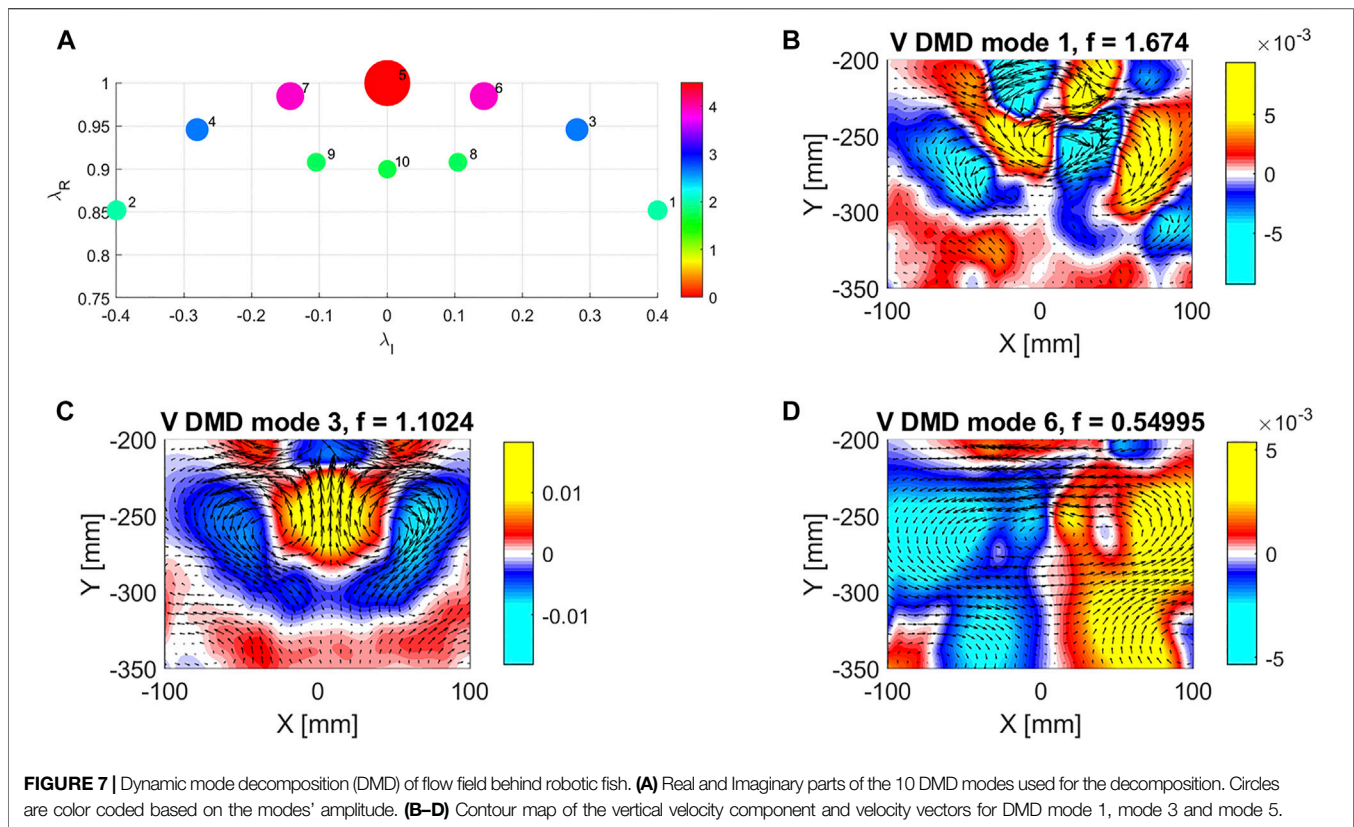 A
1
0.95
0.9
0.85
0.8
0.75
λR
-0.4 -0.3 -0.2 -0.1 0 0.1 0.2 0.3 0.4
λI
7 5 6
4 3
9 10 8
2 1
4
3
2
1
0
B
V DMD mode 1, f = 1.674
×10-3
-200
-250
-300
-350
Y [mm]
-100 0 100
X [mm]
5
0
-5
C
V DMD mode 3, f = 1.1024
-200
-250
-300
-350
Y [mm]
-100 0 100
X [mm]
0.01
0
-0.01
D
V DMD mode 6, f = 0.54995
×10-3
-200
-250
-300
-350
Y [mm]
-100 0 100
X [mm]
5
0
-5
FIGURE 7 | Dynamic mode decomposition (DMD) of flow field behind robotic fish. (A) Real and Imaginary parts of the 10 DMD modes used for the decomposition. Circles
are color coded based on the modes' amplitude. (B–D) Contour map of the vertical velocity component and velocity vectors for DMD mode 1, mode 3 and mode 5.